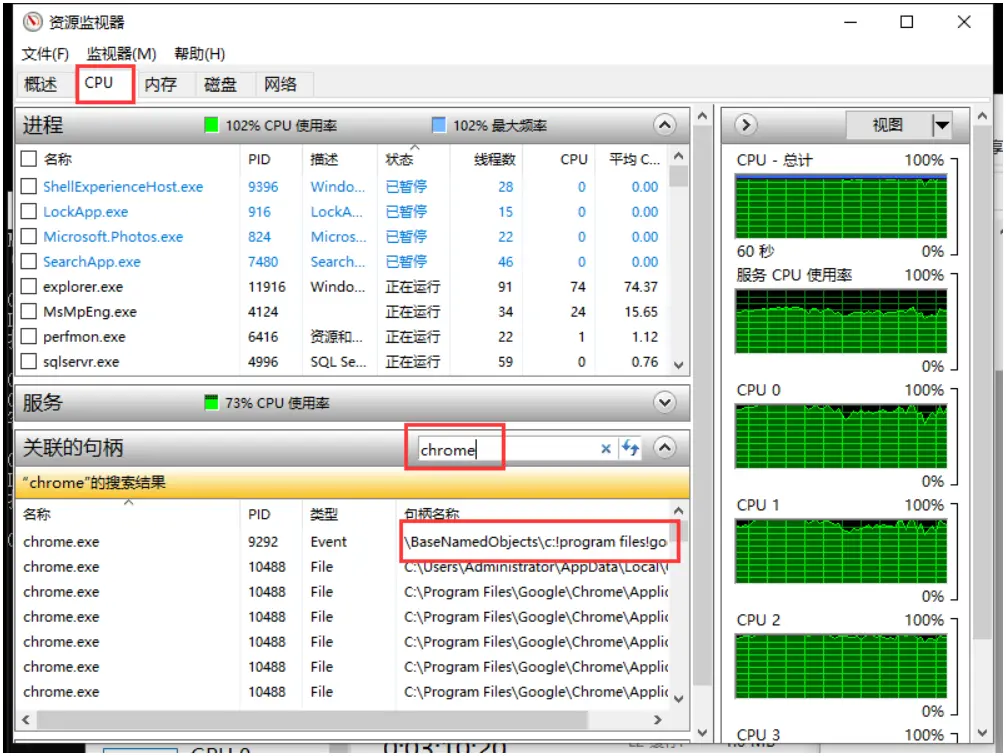 资源监视器
文件(F) 监视器(M) 帮助(H)
概述 CPU 内存 磁盘 网络
进程 102% CPU 使用率 102% 最大频率
名称 PID 描述 状态 线程数 CPU 平均 C...
ShellExperienceHost.exe 9396 Windo... 已暂停 28 0 0.00
LockApp.exe 916 LockA... 已暂停 15 0 0.00
Microsoft.Photos.exe 824 Micros... 已暂停 22 0 0.00
SearchApp.exe 7480 Search... 已暂停 46 0 0.00
explorer.exe 11916 Windo... 正在运行 91 74 74.37
MsMpEng.exe 4124 正在运行 34 24 15.65
perfmon.exe 6416 资源和... 正在运行 22 1 1.12
sqlservr.exe 4996 SQL Se... 正在运行 59 0 0.76
服务 73% CPU 使用率
关联的句柄 chrome
“chrome”的搜索结果
名称 PID 类型 句柄名称
chrome.exe 9292 Event \BaseNamedObjects\c:!program files!go
chrome.exe 10488 File C:\Users\Administrator\AppData\Local\
chrome.exe 10488 File C:\Program Files\Google\Chrome\Applic
chrome.exe 10488 File C:\Program Files\Google\Chrome\Applic
chrome.exe 10488 File C:\Program Files\Google\Chrome\Applic
chrome.exe 10488 File C:\Program Files\Google\Chrome\Applic
chrome.exe 10488 File C:\Program Files\Google\Chrome\Applic
视图
CPU - 总计 100%
60 秒 0%
服务 CPU 使用率 100%
0%
CPU 0 100%
0%
CPU 1 100%
0%
CPU 2 100%
0%
CPU 3 100%
GPU 0
0:03:10:20